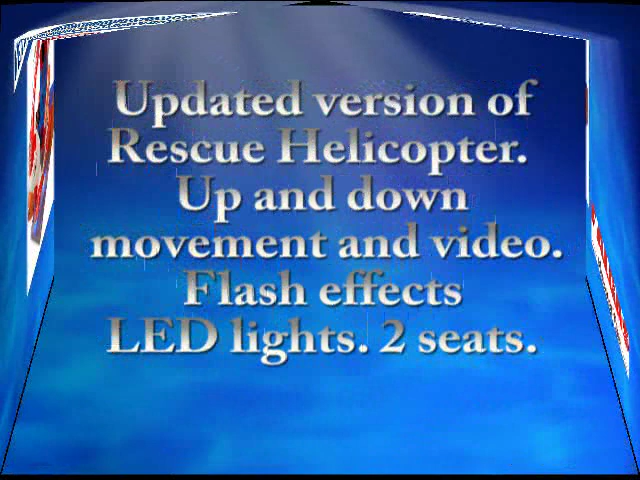 Updated version of
Rescue Helicopter.
Up and down
movement and video.
Flash effects
LED lights. 2 seats.